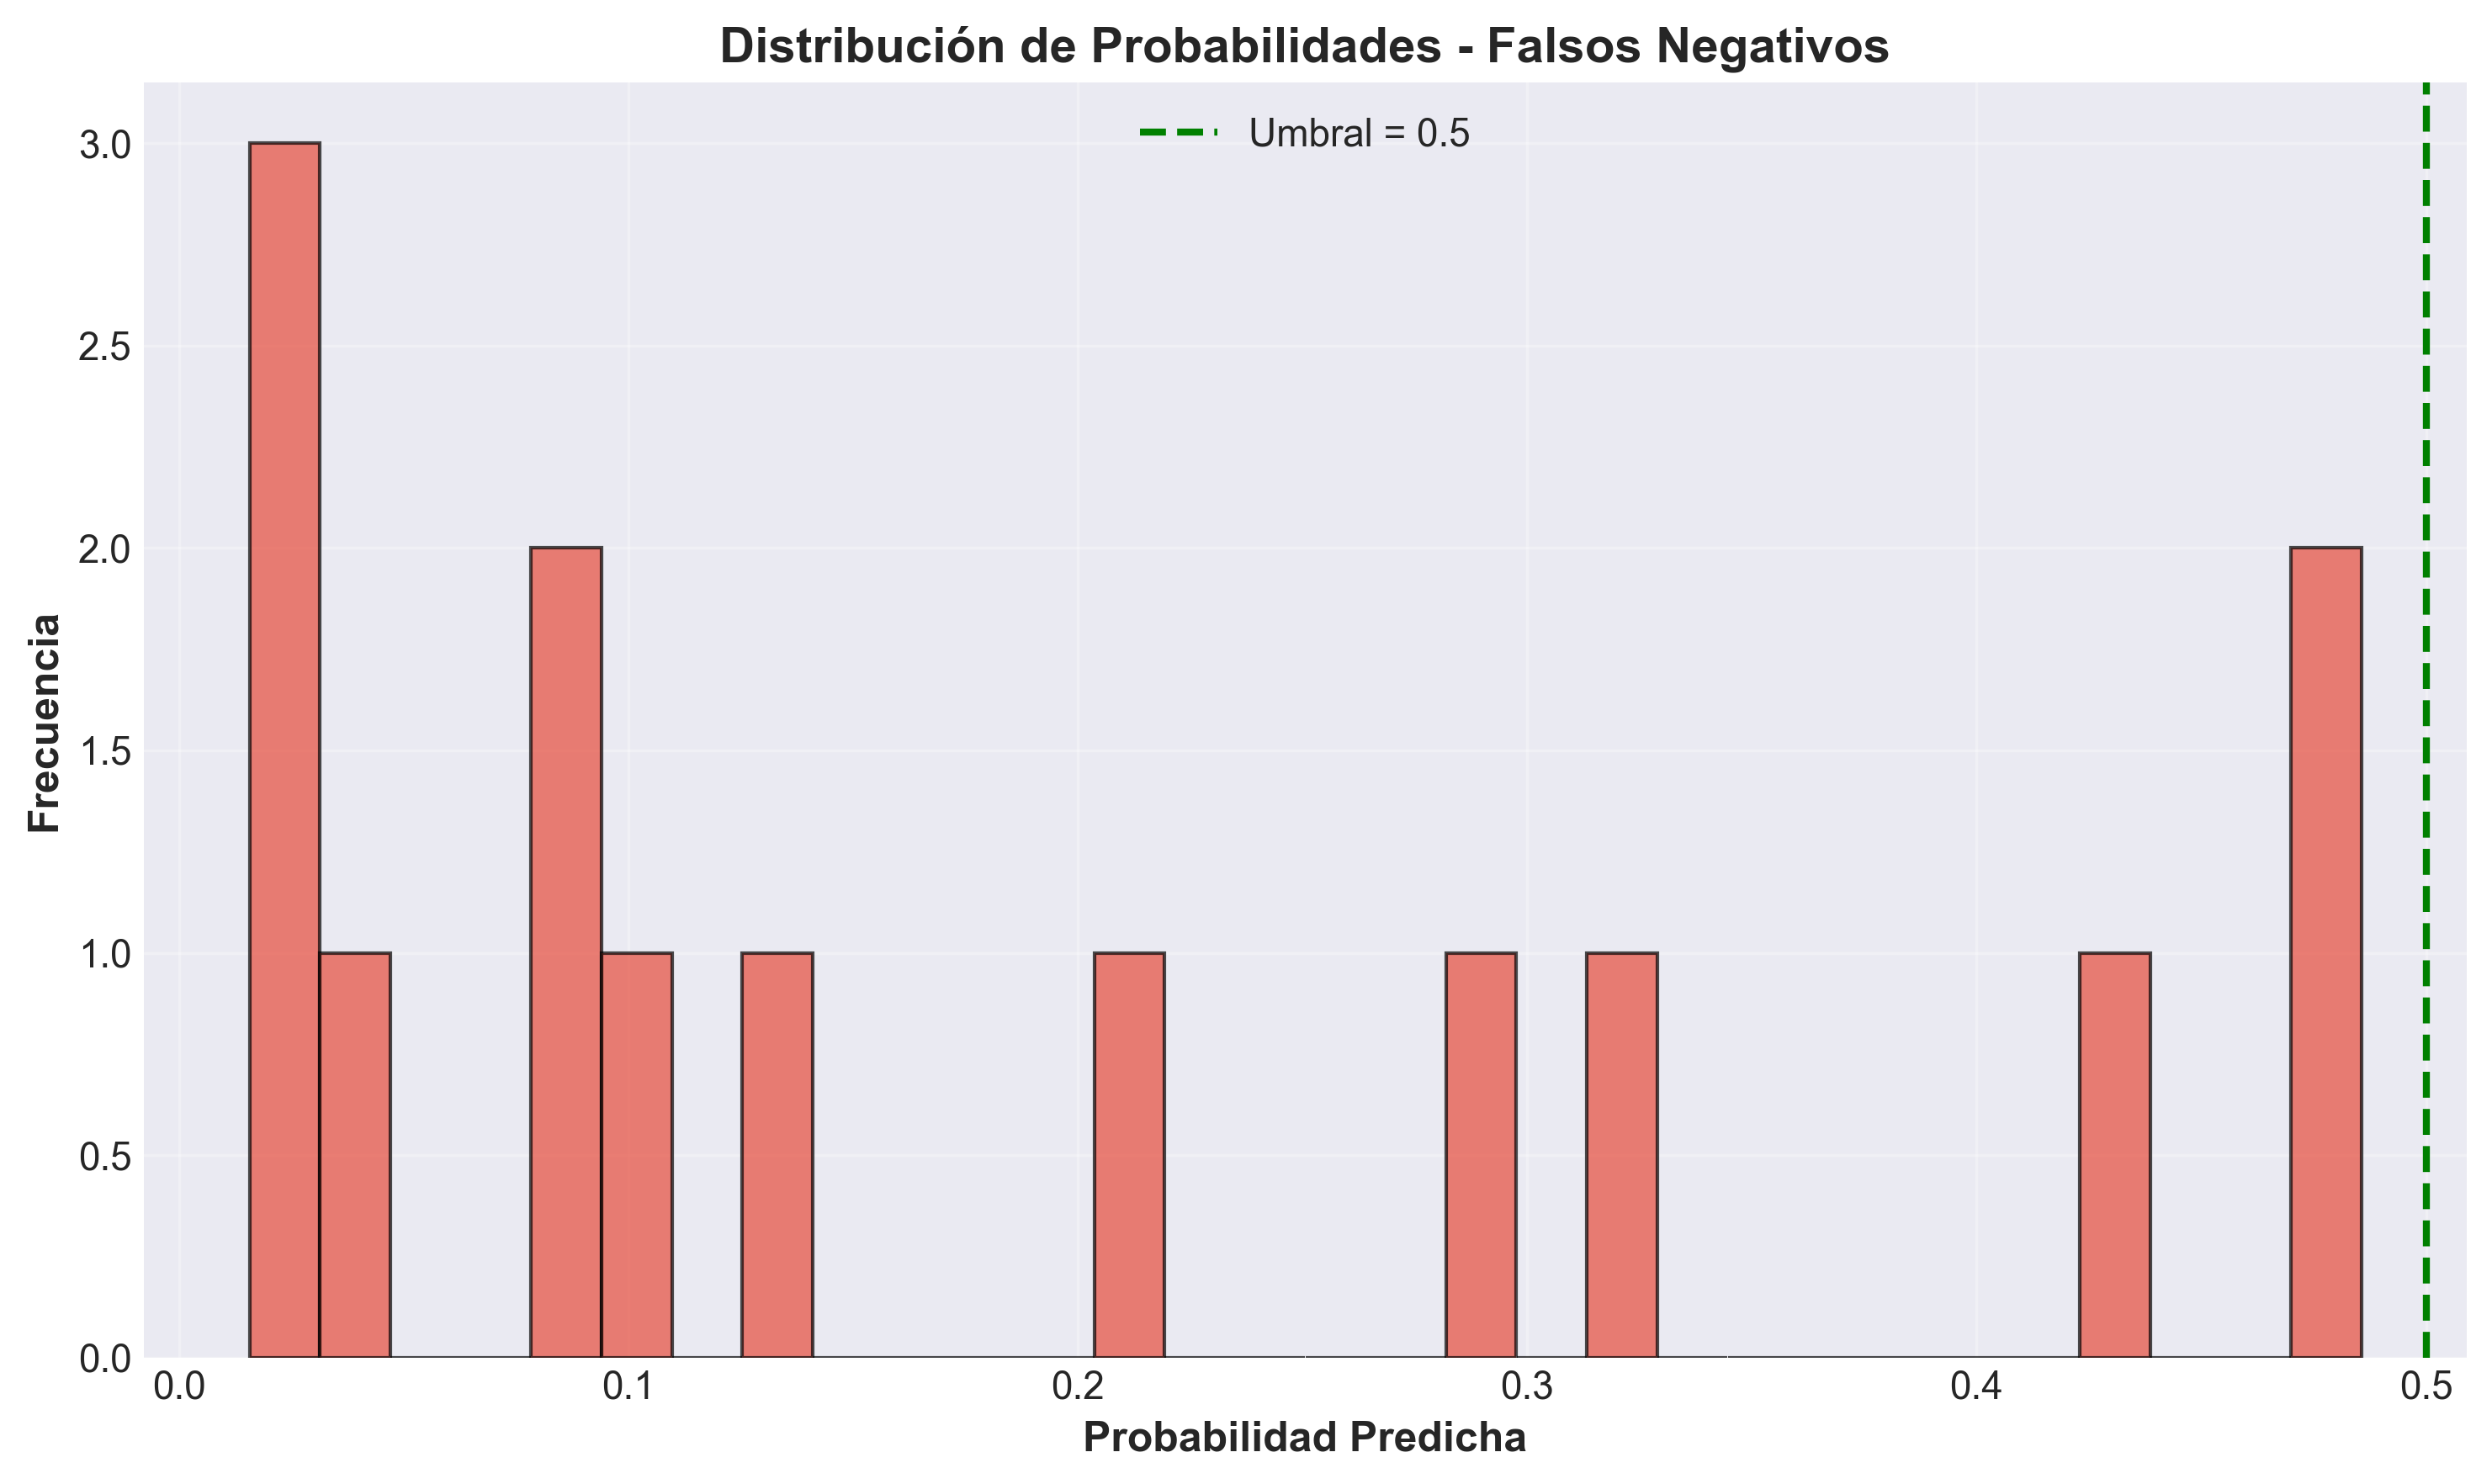 Distribución de Probabilidades - Falsos Negativos
Umbral = 0.5
Frecuencia
3.0
2.5
2.0
1.5
1.0
0.5
0.0
0.0 0.1 0.2 0.3 0.4 0.5
Probabilidad Predicha